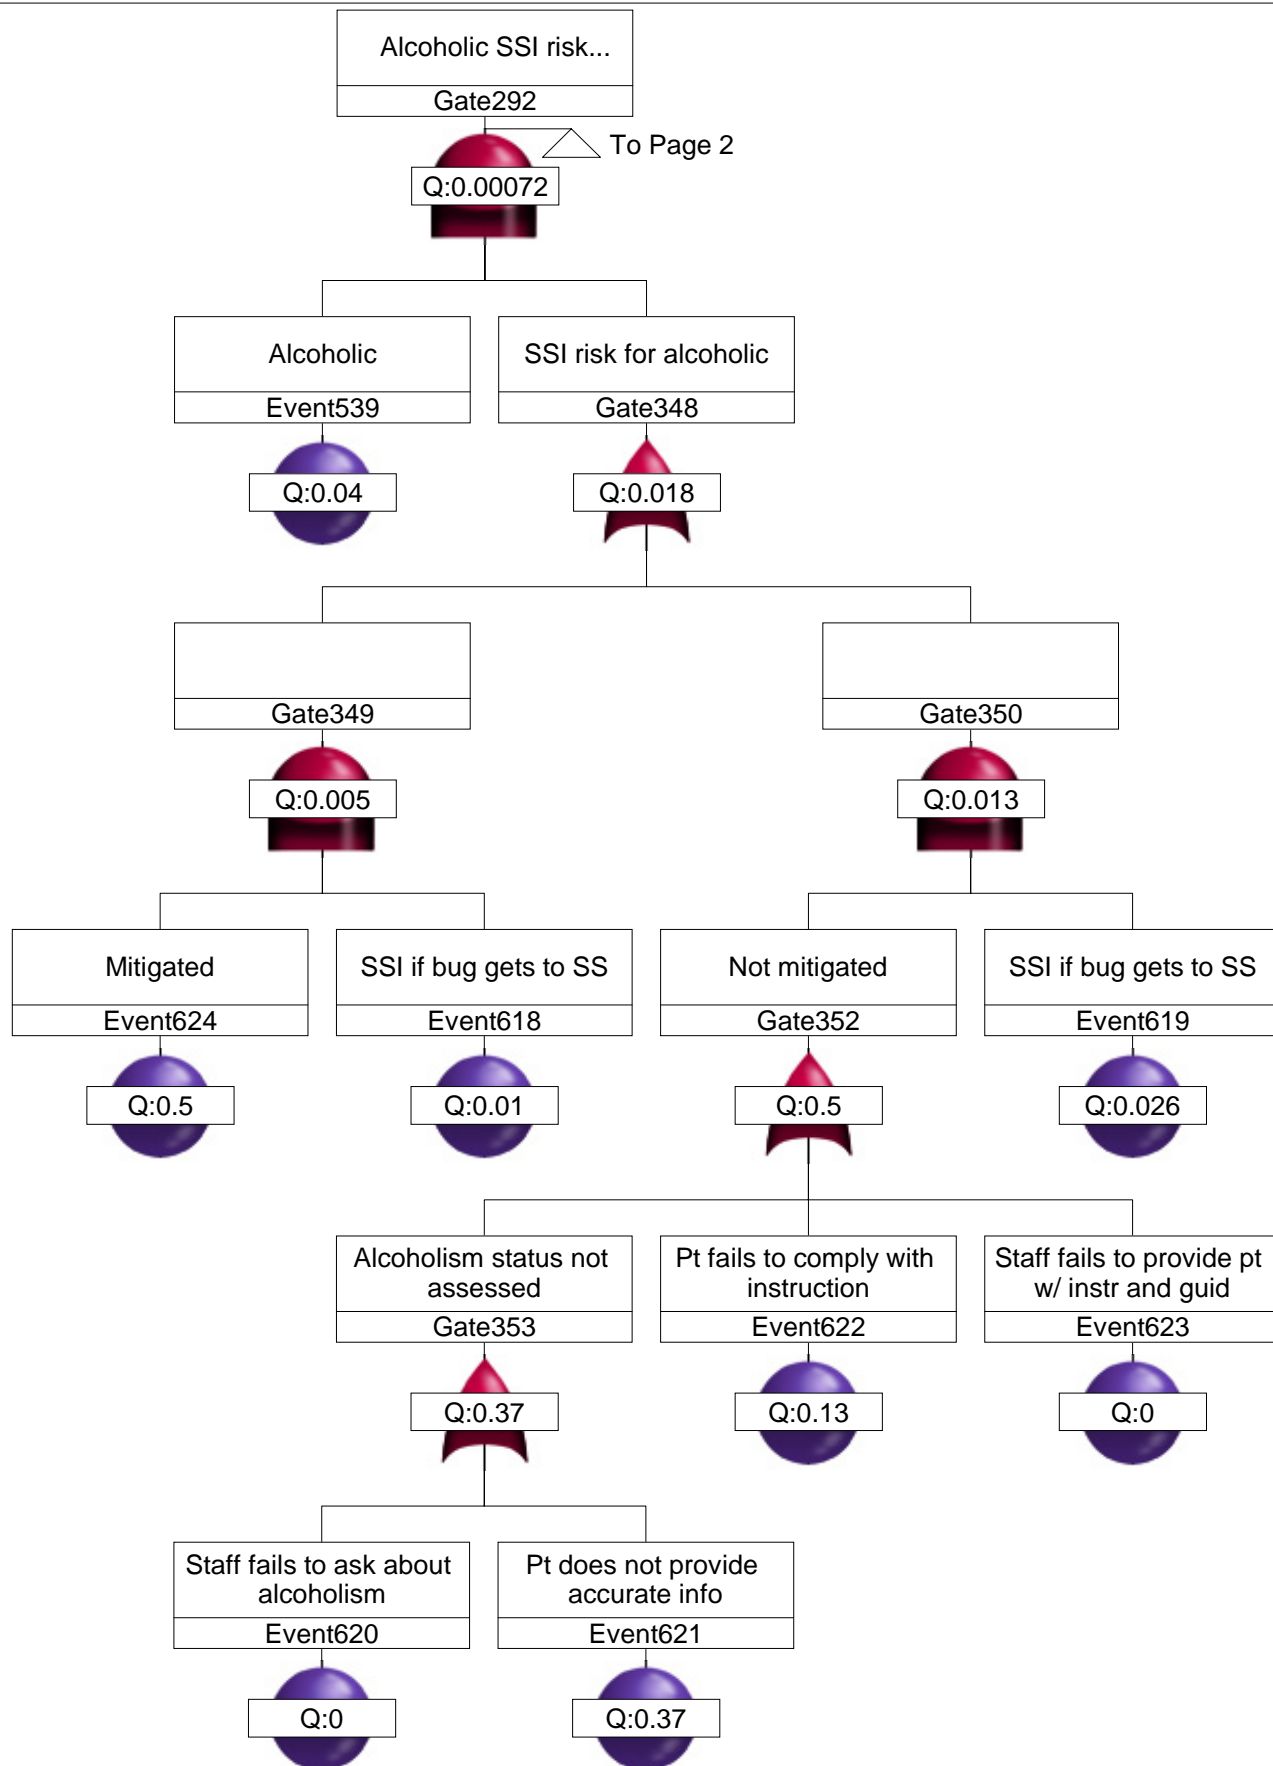 Alcoholic SSI risk...
Gate292
To Page 2
Q:0.00072
Alcoholic
Event539
Q:0.04
SSI risk for alcoholic
Gate348
Q:0.018
Gate349
Q:0.005
Gate350
Q:0.013
Mitigated
Event624
Q:0.5
SSI if bug gets to SS
Event618
Q:0.01
Not mitigated
Gate352
Q:0.5
SSI if bug gets to SS
Event619
Q:0.026
Alcoholism status not
assessed
Gate353
Q:0.37
Pt fails to comply with
instruction
Event622
Q:0.13
Staff fails to provide pt
w/ instr and guid
Event623
Q:0
Staff fails to ask about
alcoholism
Event620
Q:0
Pt does not provide
accurate info
Event621
Q:0.37